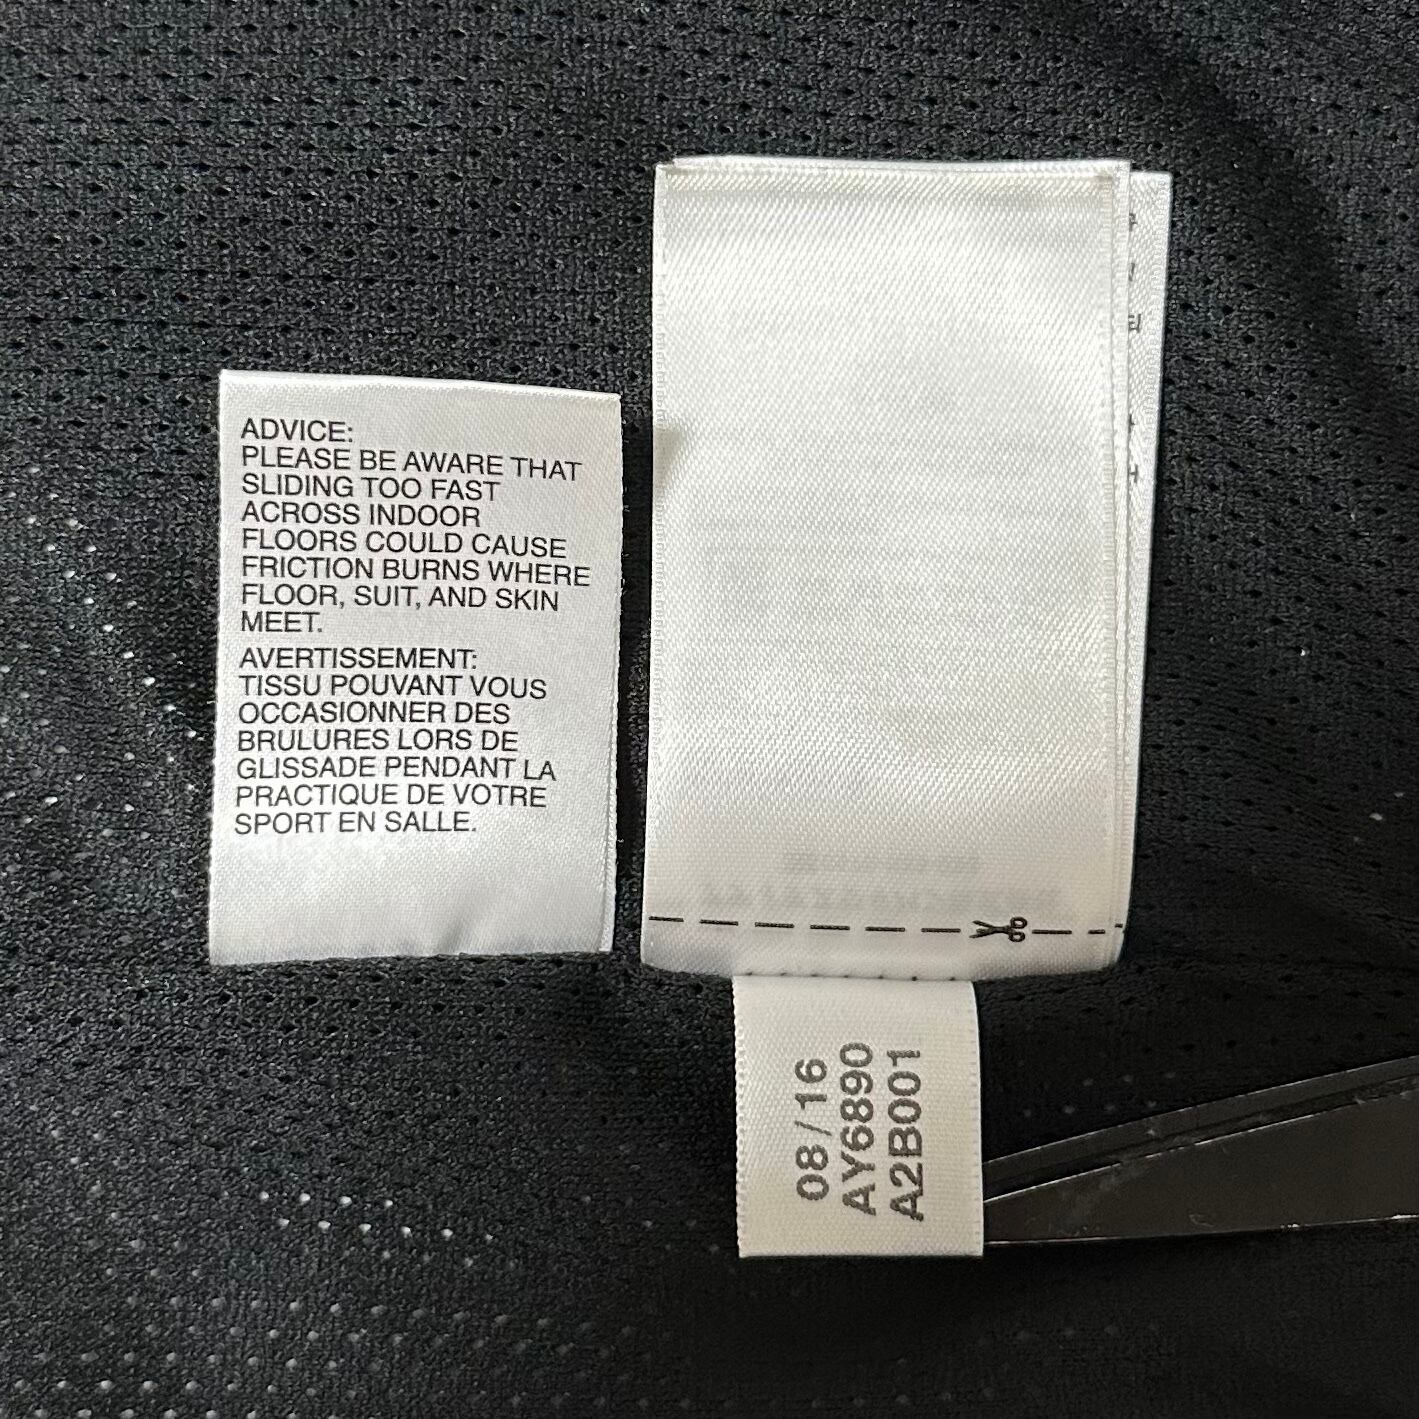 ADVICE:
PLEASE BE AWARE THAT
SLIDING TOO FAST
ACROSS INDOOR
FLOORS COULD CAUSE
FRICTION BURNS WHERE
FLOOR, SUIT, AND SKIN
MEET.
AVERTISSEMENT:
TISSU POUVANT VOUS
OCCASIONNER DES
BRULURES LORS DE
GLISSADE PENDANT LA
PRACTIQUE DE VOTRE
SPORT EN SALLE.
08/16
AY6890
A2B001